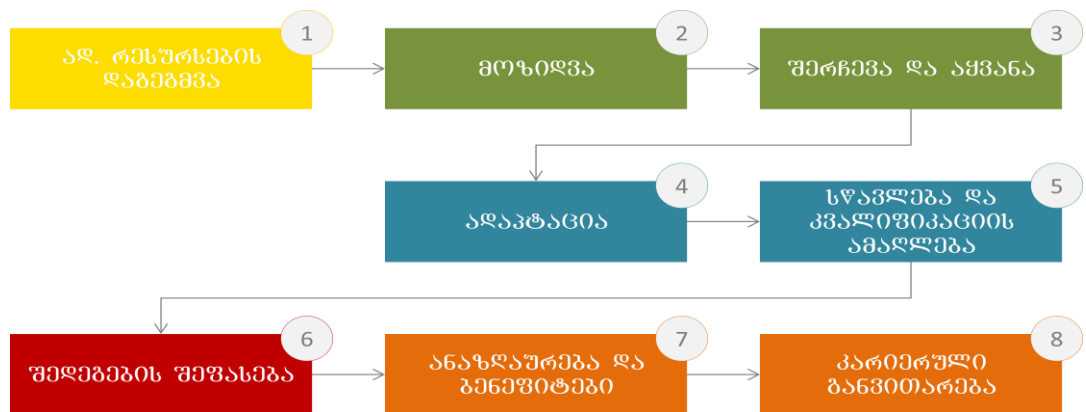 1
ად. რესურსების
დაგეგმვა
2
მოზიდვა
3
შერჩევა და აყვანა
4
ადაპტაცია
5
სწავლება და
კვალიფიკაციის
ამაღლება
6
შედეგების შეფასება
7
ანაზღაურება და
ბენეფიტები
8
კარიერული
განვითარება